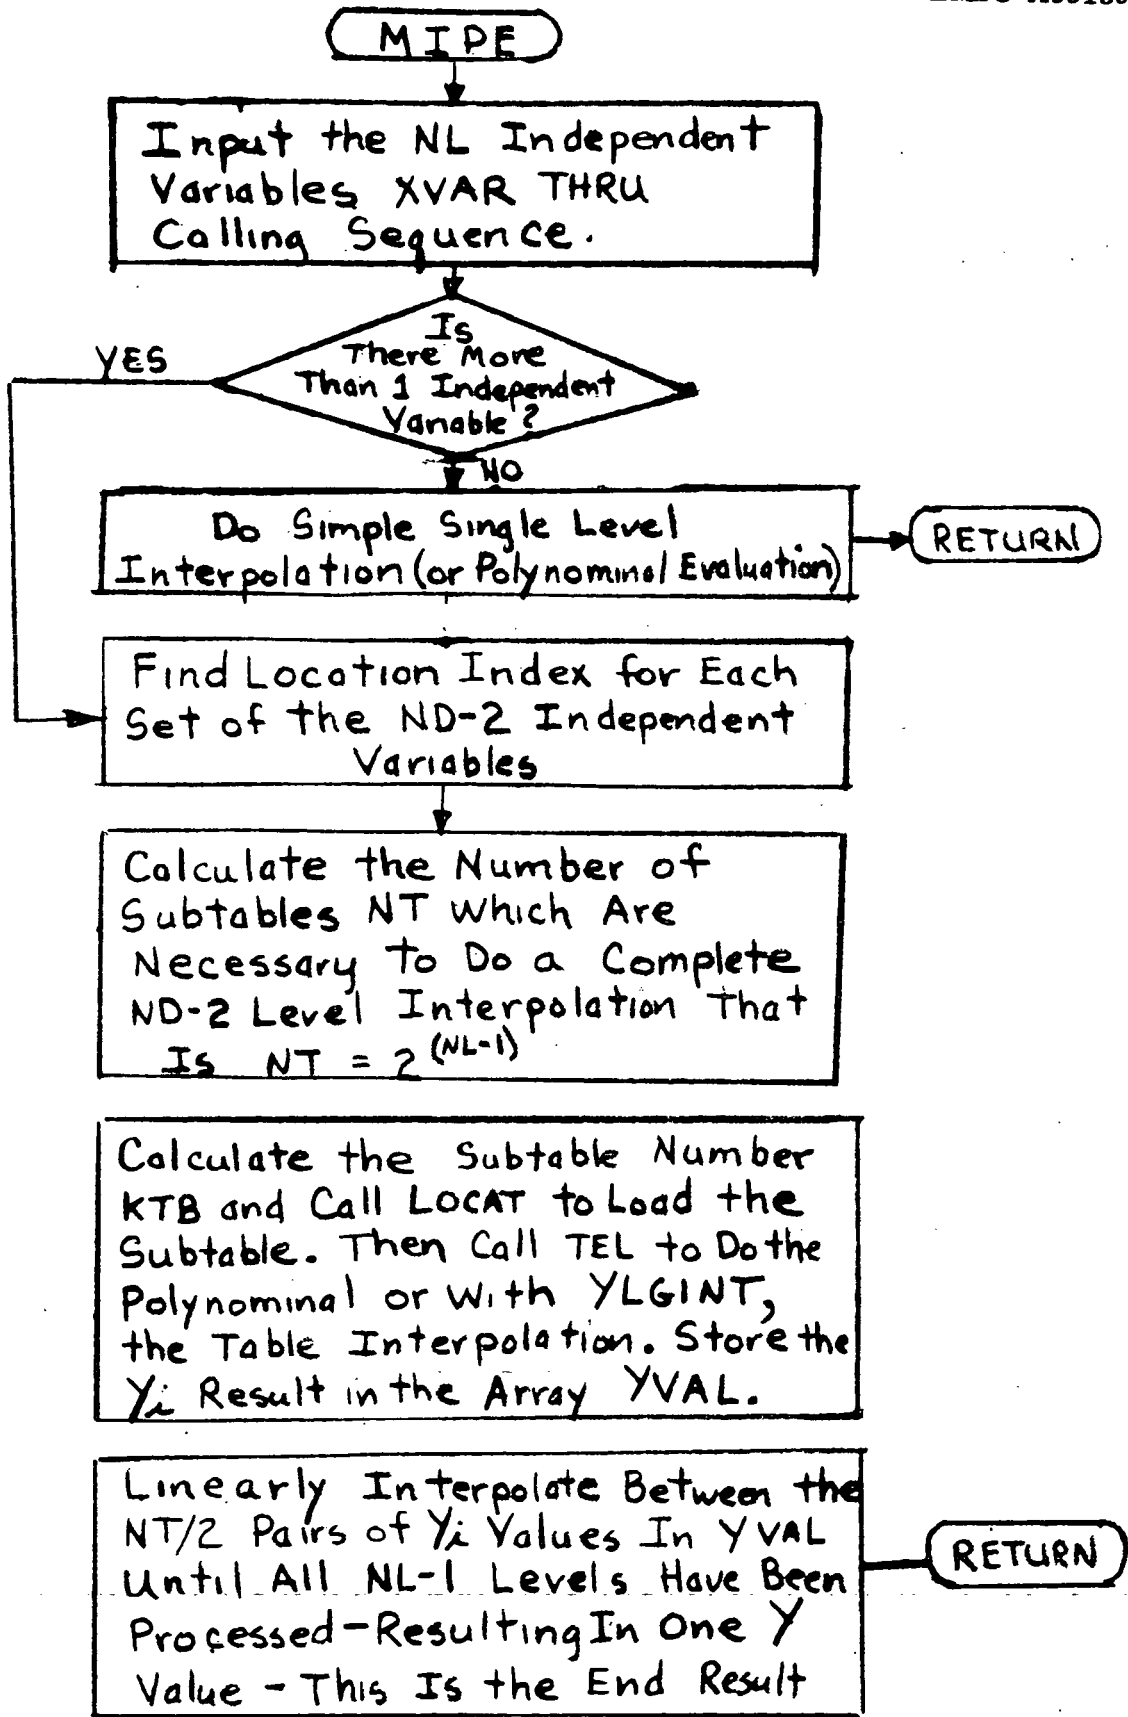 MIPE
Input the NL Independent
Variables XVAR THRU
Calling Sequence.
Is
There More
Than 1 Independent
Variable?
YES
NO
Do Simple Single Level
Interpolation (or Polynominal Evaluation)
RETURN
Find Location Index for Each
Set of the ND-2 Independent
Variables
Calculate the Number of
Subtables NT which Are
Necessary To Do a Complete
ND-2 Level Interpolation That
Is NT = 2^(NL-1)
Calculate the Subtable Number
KTB and Call LOCAT to Load the
Subtable. Then Call TEL to Do the
Polynominal or With YLGINT,
the Table Interpolation. Store the
Yi Result in the Array YVAL.
Linearly Interpolate Between the
NT/2 Pairs of Yi Values In YVAL
Until All NL-1 Levels Have Been
Processed-Resulting In One Y
Value - This Is the End Result
RETURN